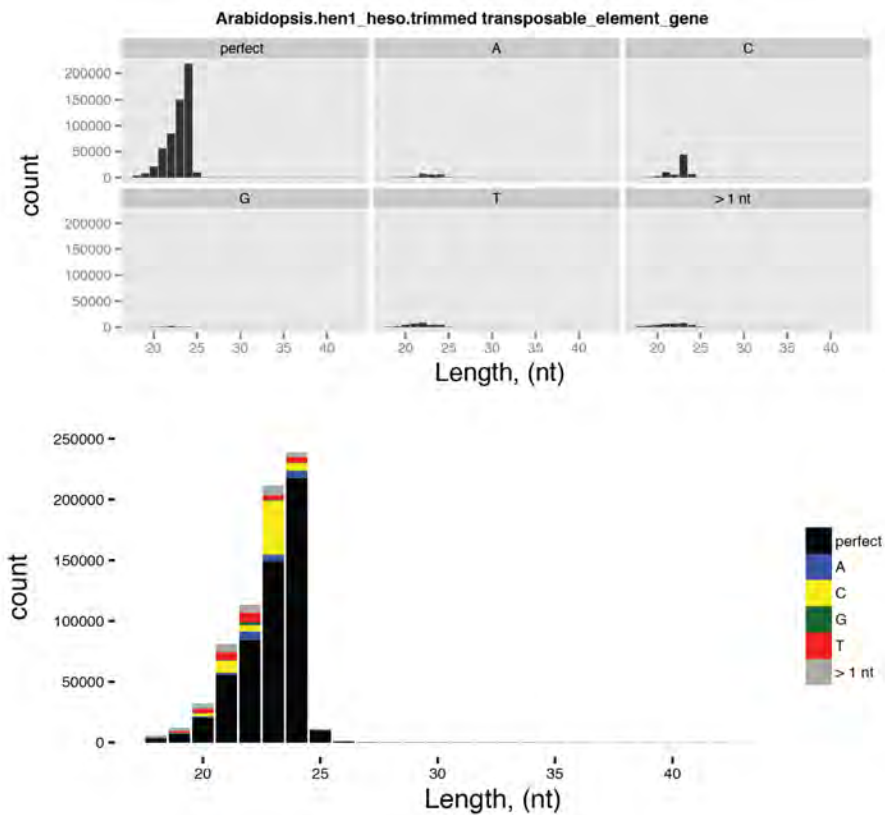 Arabidopsis.hen1_heso.trimmed transposable_element_gene
perfect A C
200000
150000
100000
50000
0
count
G T > 1 nt
200000
150000
100000
50000
0
20 25 30 35 40 20 25 30 35 40 20 25 30 35 40
Length, (nt)
250000
200000
150000
100000
50000
0
count
20 25 30 35 40
Length, (nt)
perfect
A
C
G
T
> 1 nt